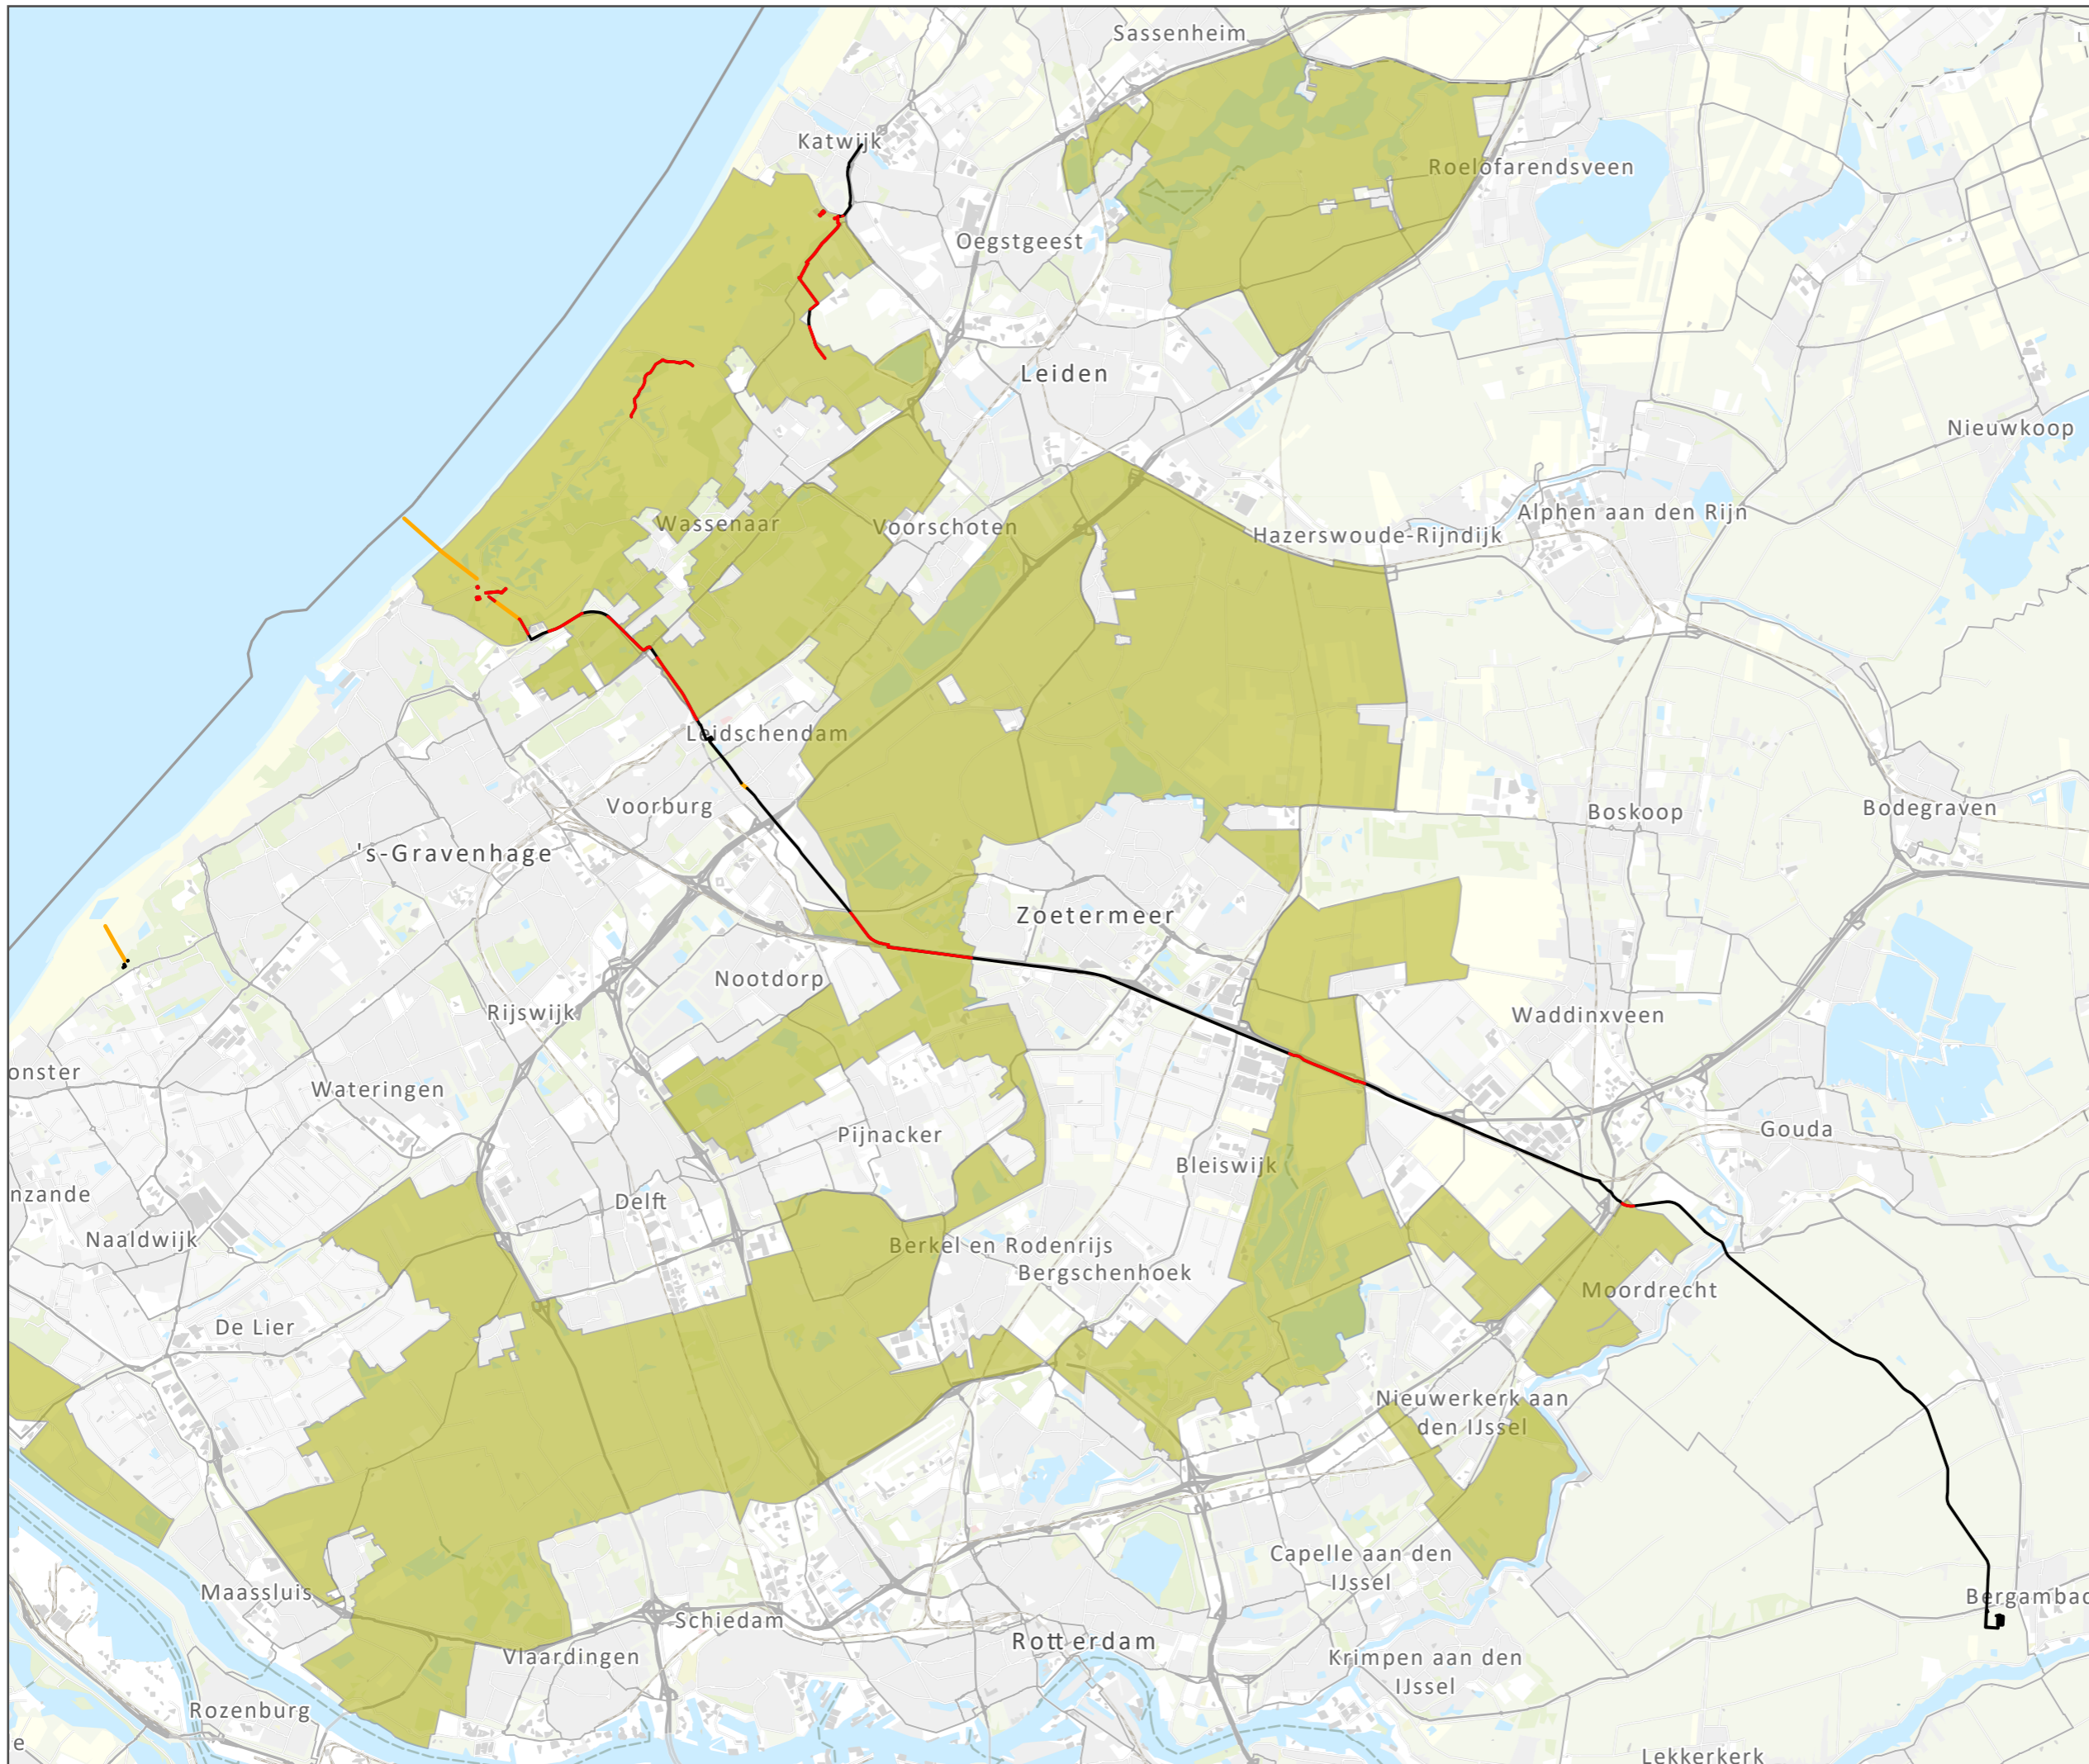 Sassenheim
Katwijk
Roelofarendsveen
Oegstgeest
Leiden
Nieuwkoop
Alphen aan den Rijn
Wassenaar
Voorschoten
Hazerswoude-Rijndijk
Leidschendam
Voorburg
Boskoop
Bodegraven
's-Gravenhage
Zoetermeer
Nootdorp
Rijswijk
Waddinxveen
onster
Wateringen
Gouda
Pijnacker
Bleiswijk
nzande
Delft
Naaldwijk
Berkel en Rodenrijs
Bergschenhoek
Moordrecht
De Lier
Nieuwerkerk aan
den IJssel
Capelle aan den
IJssel
Maassluis
Bergambac
Schiedam
Rotterdam
Vlaardingen
Krimpen aan den
IJssel
Rozenburg
e
Lekkerkerk